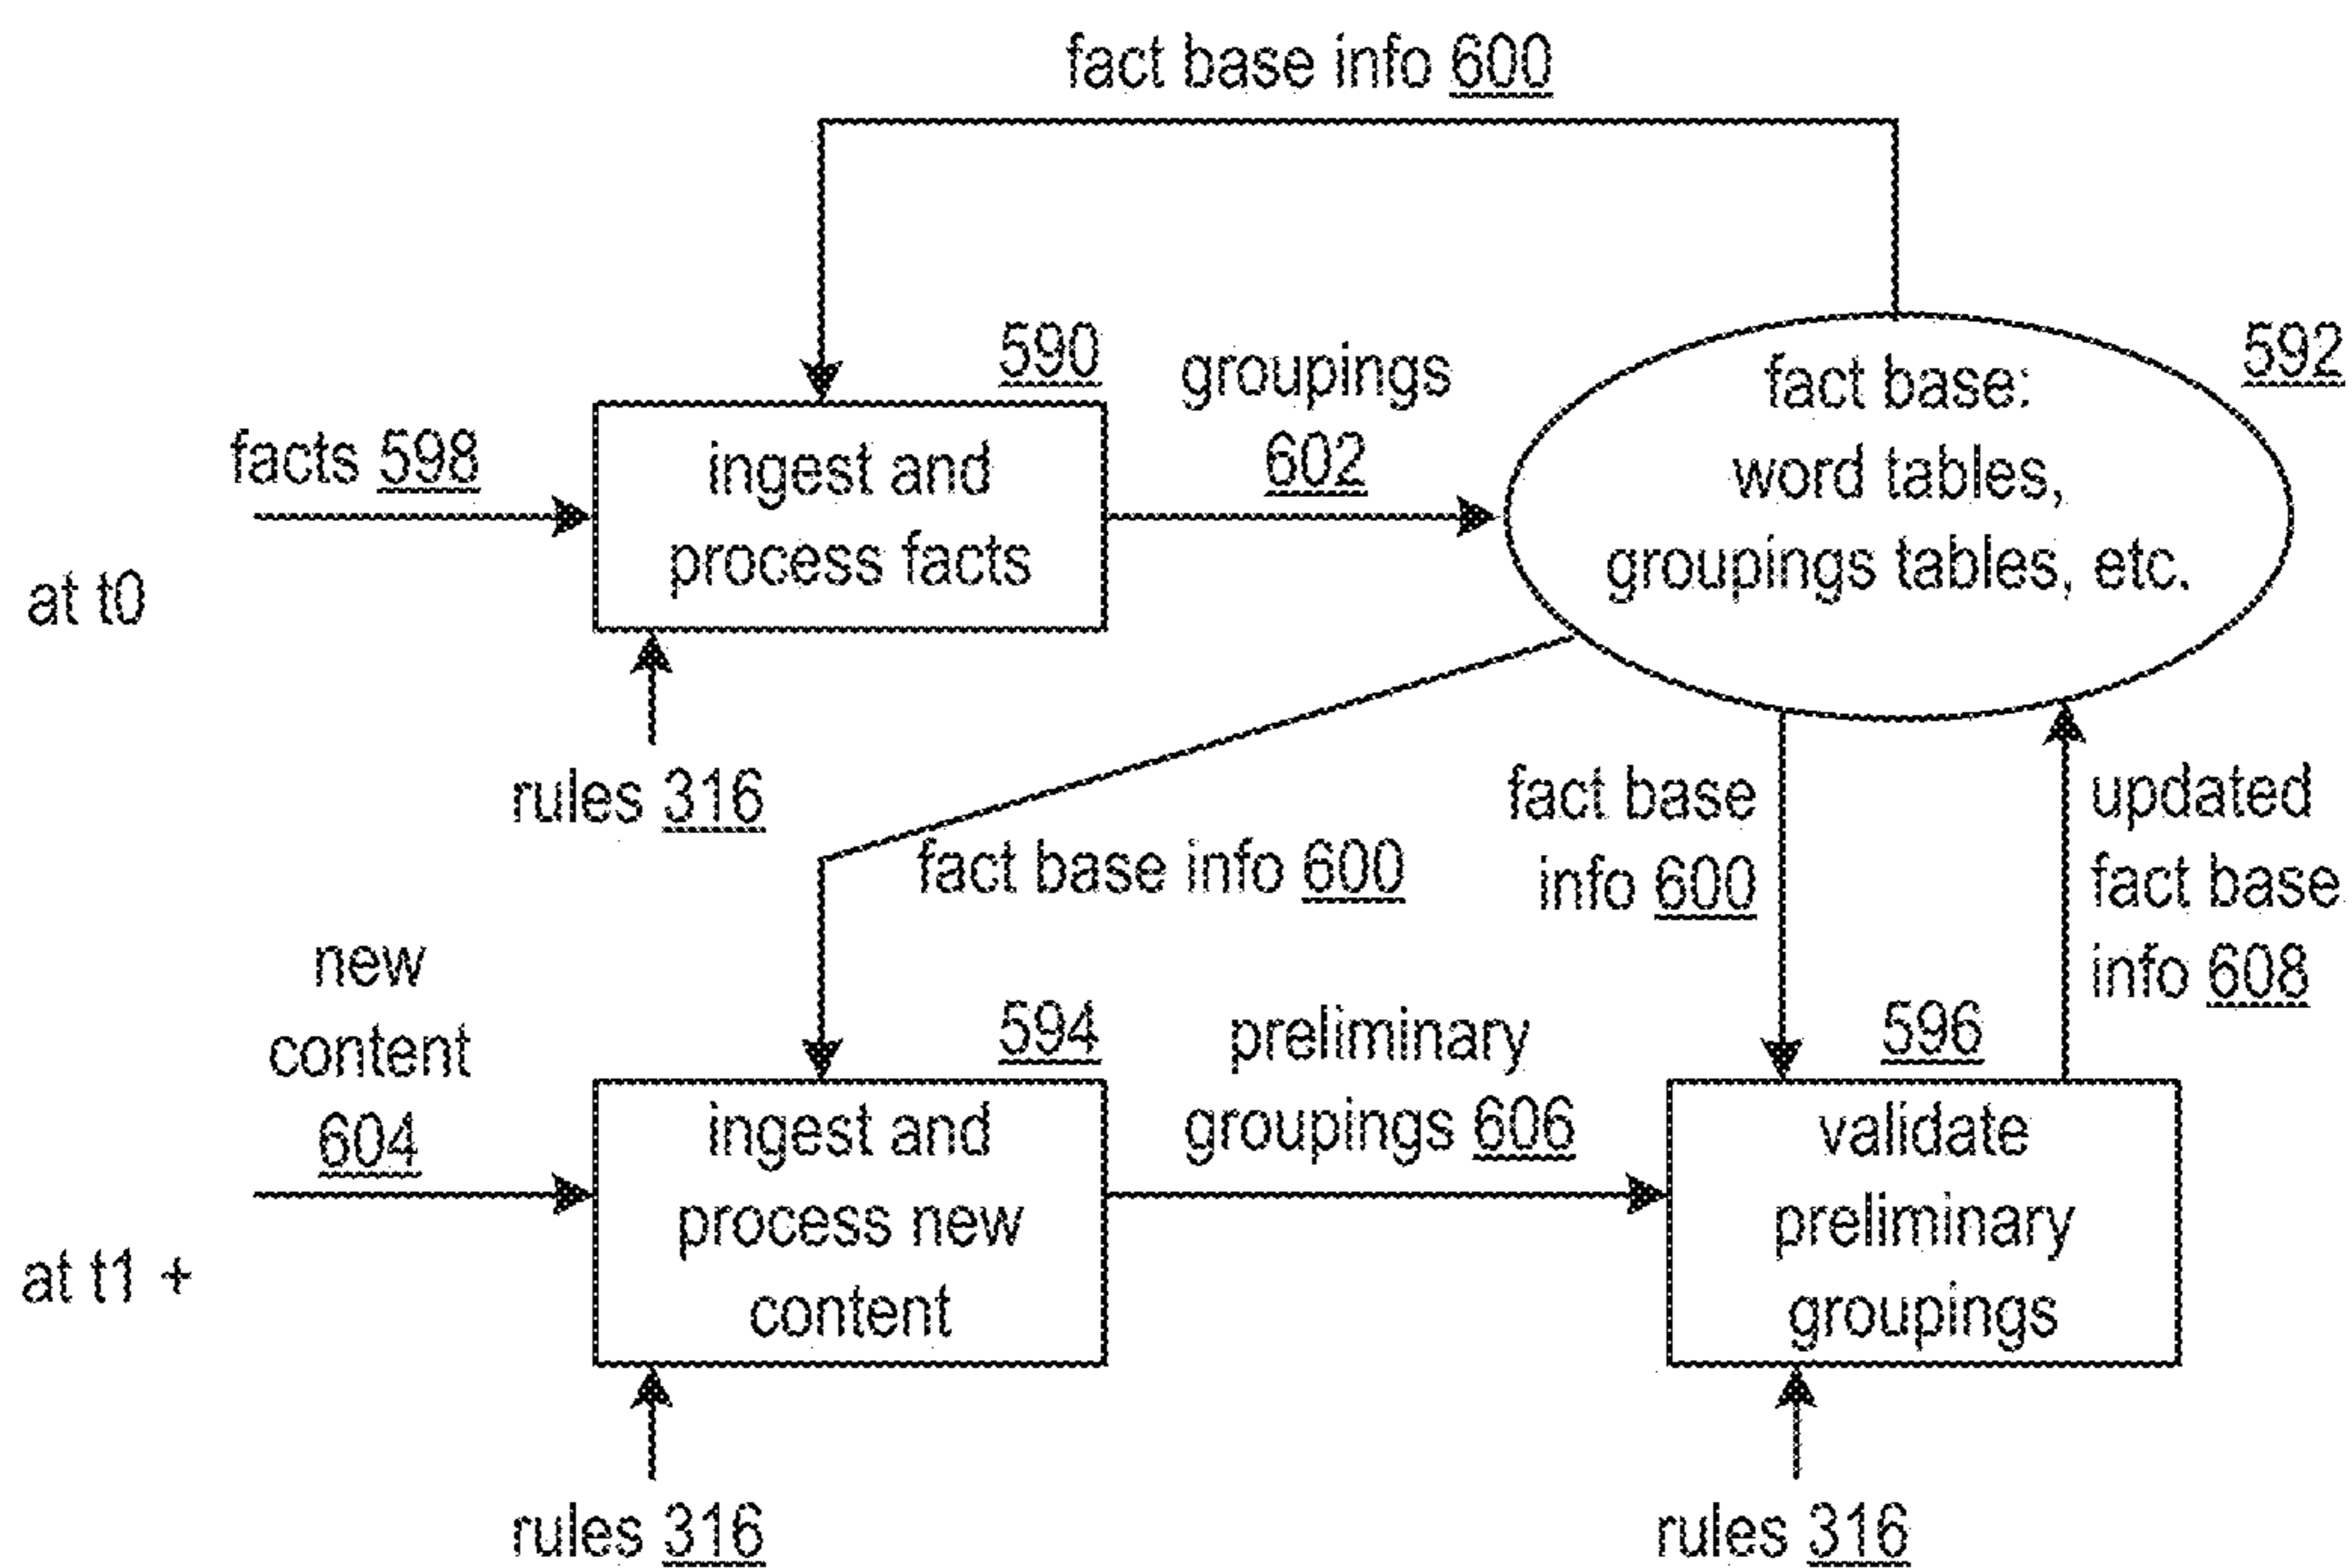 fact base info 600
590
592
facts 598
ingest and
process facts
groupings
602
fact base:
word tables,
groupings tables, etc.
at t0
rules 316
fact base info 600
fact base
info 600
updated
fact base
info 608
new
content
604
594
ingest and
process new
content
preliminary
groupings 606
596
validate
preliminary
groupings
at t1 +
rules 316
rules 316